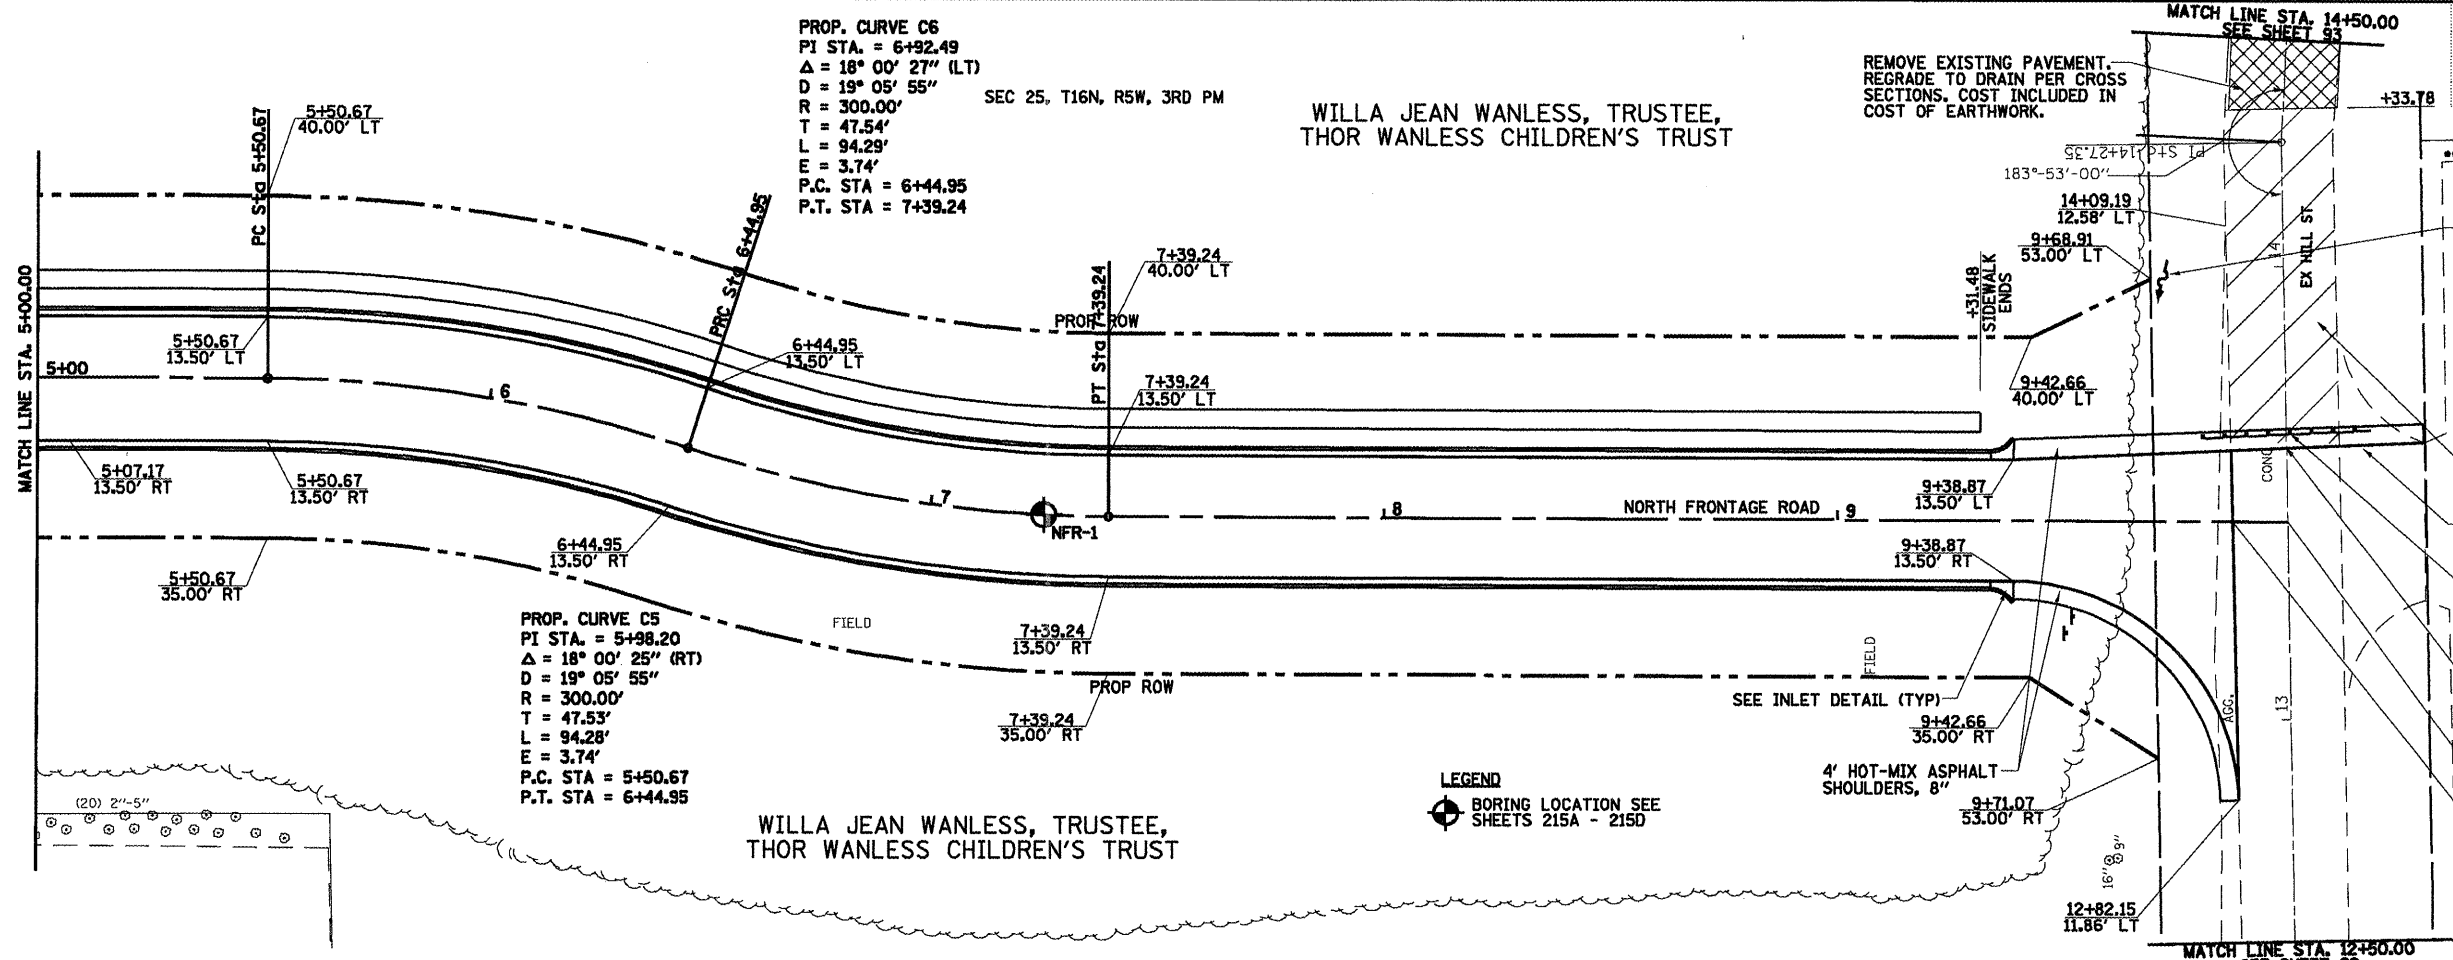 PROP. CURVE C6
PI STA. = 6+92.49
Δ = 18° 00' 27" (LT)
D = 19° 05' 55"
R = 300.00'
T = 47.54'
L = 94.29'
E = 3.74'
P.C. STA = 6+44.95
P.T. STA = 7+39.24
SEC 25, T16N, R5W, 3RD PM
WILLA JEAN WANLESS, TRUSTEE,
THOR WANLESS CHILDREN'S TRUST
MATCH LINE STA. 14+50.00
SEE SHEET 93
REMOVE EXISTING PAVEMENT.
REGRADE TO DRAIN PER CROSS
SECTIONS. COST INCLUDED IN
COST OF EARTHWORK.
+33.78
PI Sta 14+27.35
183°-53'-00"
14+09.19
12.58' LT
9+68.91
53.00' LT
EX HILL ST
14
+31.48
SIDEWALK
ENDS
PC Sta 5+50.67
5+50.67
40.00' LT
PRC Sta 6+44.95
7+39.24
40.00' LT
PT Sta 7+39.24
PROP ROW
MATCH LINE STA. 5+00.00
5+50.67
13.50' LT
6+44.95
13.50' LT
7+39.24
13.50' LT
9+42.66
40.00' LT
5+00
6
7
8
9
NORTH FRONTAGE ROAD
NFR-1
5+07.17
13.50' RT
5+50.67
13.50' RT
6+44.95
13.50' RT
9+38.87
13.50' LT
CONC
9+38.87
13.50' RT
5+50.67
35.00' RT
PROP. CURVE C5
PI STA. = 5+98.20
Δ = 18° 00' 25" (RT)
D = 19° 05' 55"
R = 300.00'
T = 47.53'
L = 94.28'
E = 3.74'
P.C. STA = 5+50.67
P.T. STA = 6+44.95
FIELD
7+39.24
13.50' RT
FIELD
PROP ROW
7+39.24
35.00' RT
SEE INLET DETAIL (TYP)
9+42.66
35.00' RT
AGG.
13
4' HOT-MIX ASPHALT
SHOULDERS, 8"
9+71.07
53.00' RT
LEGEND
BORING LOCATION SEE
SHEETS 215A - 215D
(20) 2"-5"
WILLA JEAN WANLESS, TRUSTEE,
THOR WANLESS CHILDREN'S TRUST
16"
9"
12+82.15
11.86' LT
MATCH LINE STA. 12+50.00